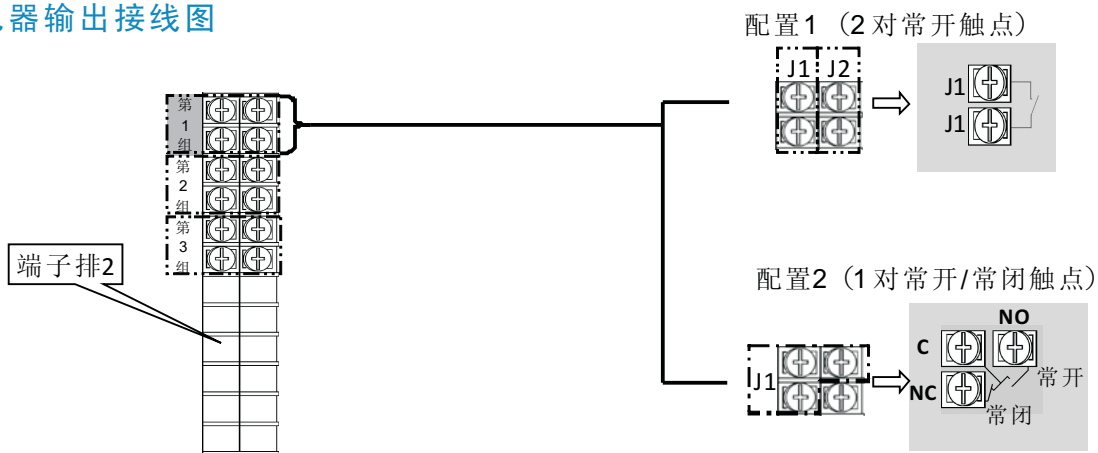 器输出接线图
配置1（2对常开触点）
J1 J2
J1
J1
第
1
组
第
2
组
第
3
组
端子排2
配置2（1对常开/常闭触点）
NO
C
J1
NC
常开
常闭